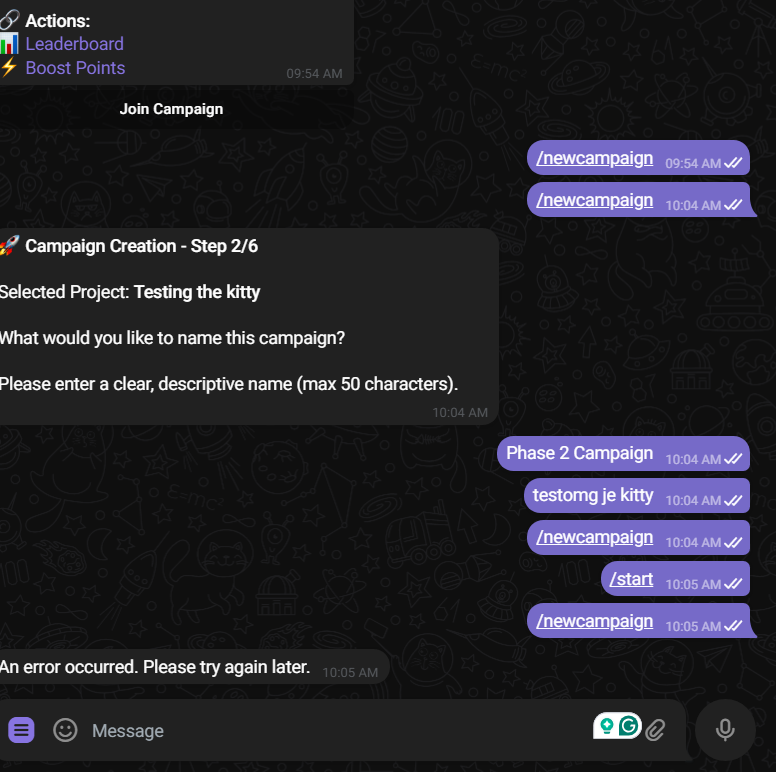 Actions:
Leaderboard
Boost Points
09:54 AM
Join Campaign
/newcampaign 09:54 AM
/newcampaign 10:04 AM
Campaign Creation - Step 2/6
Selected Project: Testing the kitty
What would you like to name this campaign?
Please enter a clear, descriptive name (max 50 characters).
10:04 AM
Phase 2 Campaign 10:04 AM
testomg je kitty 10:04 AM
/newcampaign 10:04 AM
/start 10:05 AM
/newcampaign 10:05 AM
An error occurred. Please try again later. 10:05 AM
Message